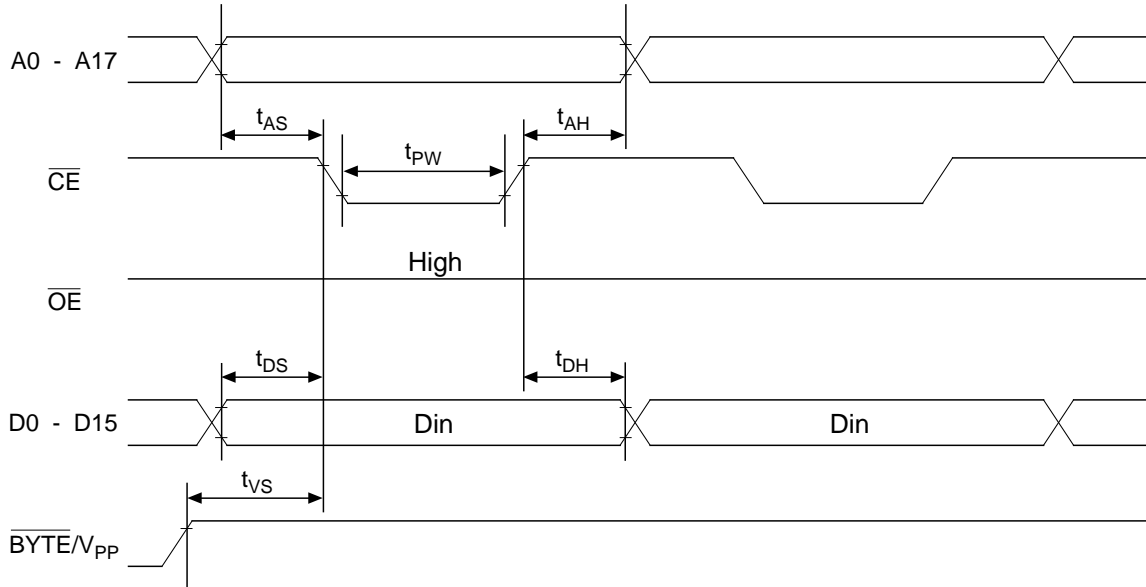 A0 - A17
tAS
tAH
tPW
CE
High
OE
tDS
tDH
D0 - D15
Din
Din
tVS
BYTE/VPP